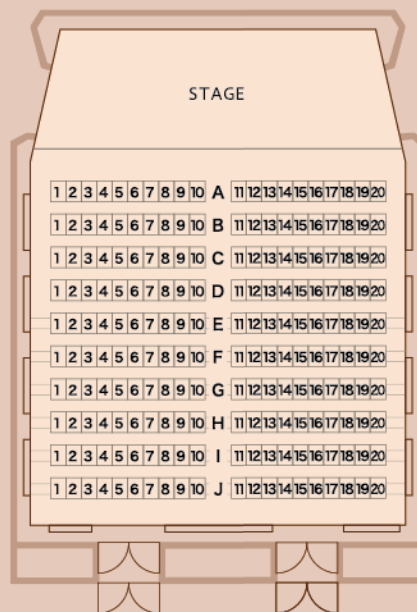 STAGE
1 2 3 4 5 6 7 8 9 10 A 11 12 13 14 15 16 17 18 19 20
1 2 3 4 5 6 7 8 9 10 B 11 12 13 14 15 16 17 18 19 20
1 2 3 4 5 6 7 8 9 10 C 11 12 13 14 15 16 17 18 19 20
1 2 3 4 5 6 7 8 9 10 D 11 12 13 14 15 16 17 18 19 20
1 2 3 4 5 6 7 8 9 10 E 11 12 13 14 15 16 17 18 19 20
1 2 3 4 5 6 7 8 9 10 F 11 12 13 14 15 16 17 18 19 20
1 2 3 4 5 6 7 8 9 10 G 11 12 13 14 15 16 17 18 19 20
1 2 3 4 5 6 7 8 9 10 H 11 12 13 14 15 16 17 18 19 20
1 2 3 4 5 6 7 8 9 10 I 11 12 13 14 15 16 17 18 19 20
1 2 3 4 5 6 7 8 9 10 J 11 12 13 14 15 16 17 18 19 20